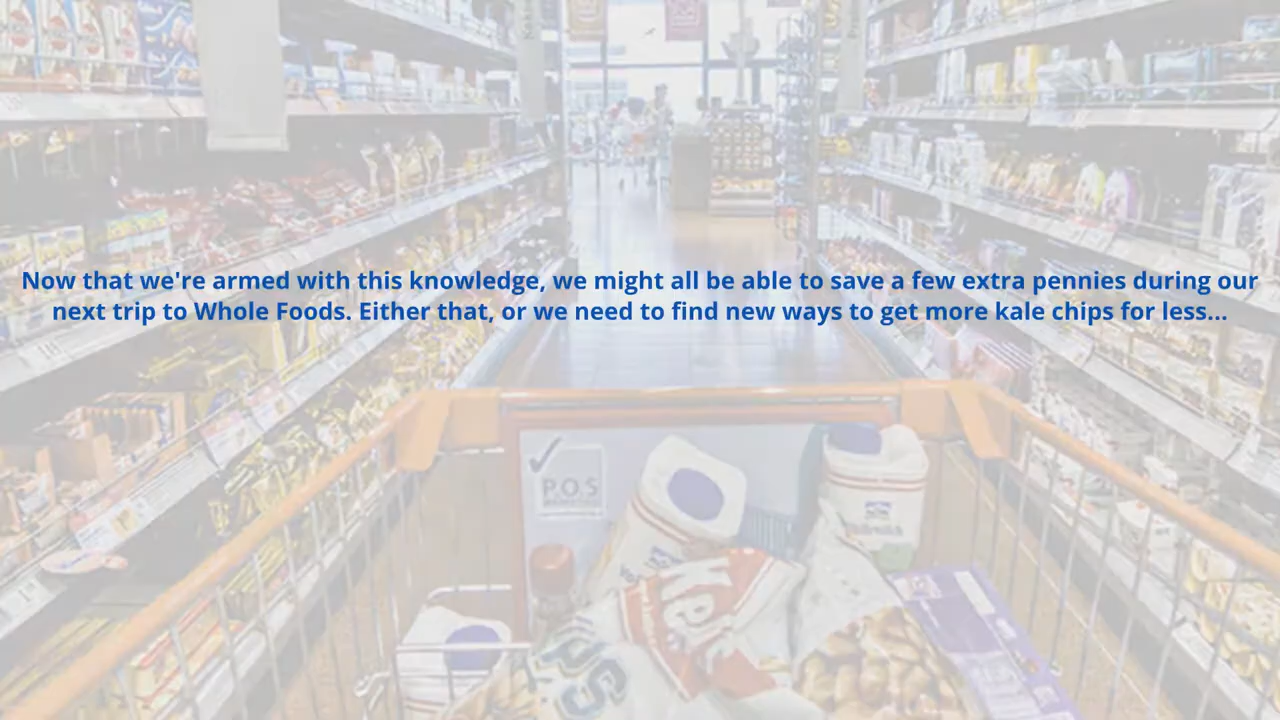 Now that we're armed with this knowledge, we might all be able to save a few extra pennies during our
next trip to Whole Foods. Either that, or we need to find new ways to get more kale chips for less...
P.O.S